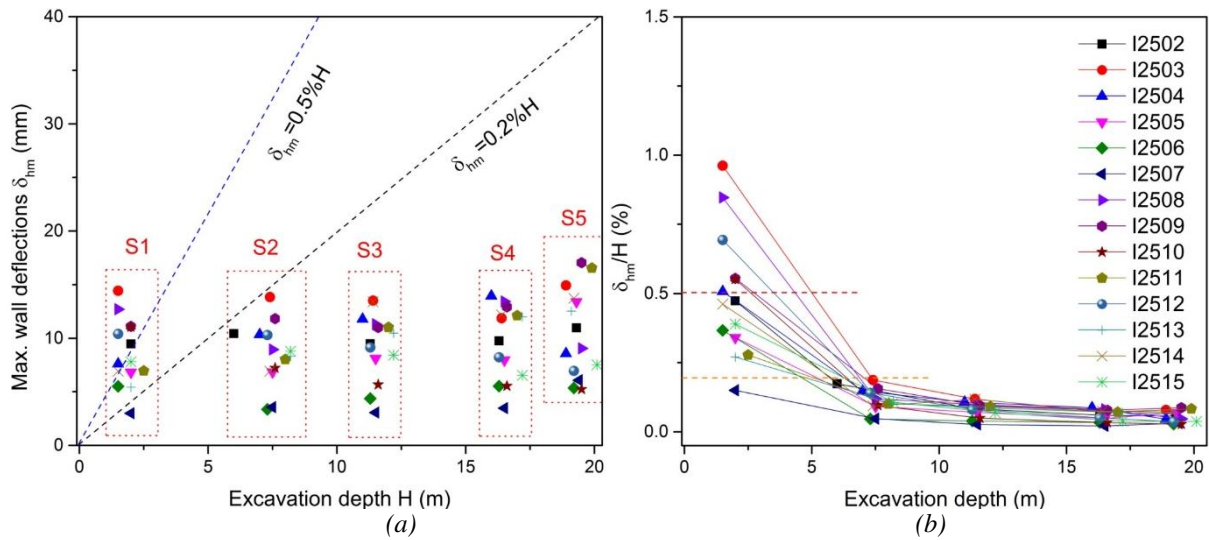 Max. wall deflections δhm (mm)
40
30
20
10
0
δhm =0.5%H
δhm =0.2%H
S1
S2
S3
S4
S5
0
5
10
15
20
Excavation depth H (m)
(a)
δhm/H (%)
1.5
1.0
0.5
0.0
I2502
I2503
I2504
I2505
I2506
I2507
I2508
I2509
I2510
I2511
I2512
I2513
I2514
I2515
0
5
10
15
20
Excavation depth (m)
(b)